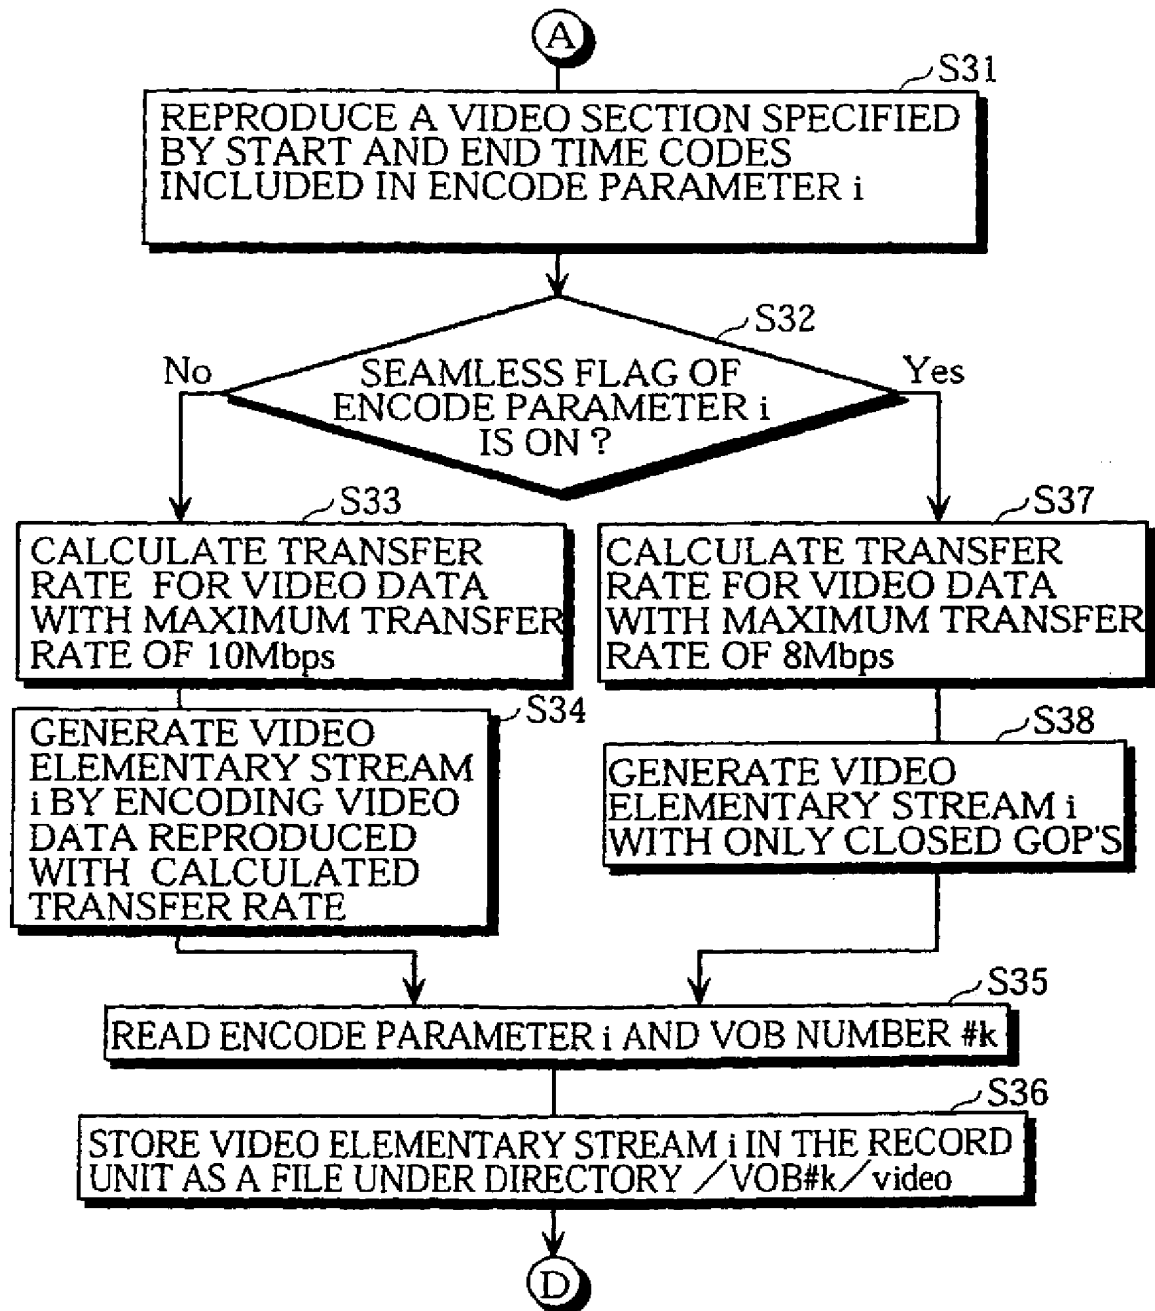 A
S31
REPRODUCE A VIDEO SECTION SPECIFIED
BY START AND END TIME CODES
INCLUDED IN ENCODE PARAMETER i
S32
No
Yes
SEAMLESS FLAG OF
ENCODE PARAMETER i
IS ON ?
S33
CALCULATE TRANSFER
RATE FOR VIDEO DATA
WITH MAXIMUM TRANSFER
RATE OF 10Mbps
S37
CALCULATE TRANSFER
RATE FOR VIDEO DATA
WITH MAXIMUM TRANSFER
RATE OF 8Mbps
S34
GENERATE VIDEO
ELEMENTARY STREAM
i BY ENCODING VIDEO
DATA REPRODUCED
WITH CALCULATED
TRANSFER RATE
S38
GENERATE VIDEO
ELEMENTARY STREAM i
WITH ONLY CLOSED GOP'S
S35
READ ENCODE PARAMETER i AND VOB NUMBER #k
S36
STORE VIDEO ELEMENTARY STREAM i IN THE RECORD
UNIT AS A FILE UNDER DIRECTORY /VOB#k/video
D